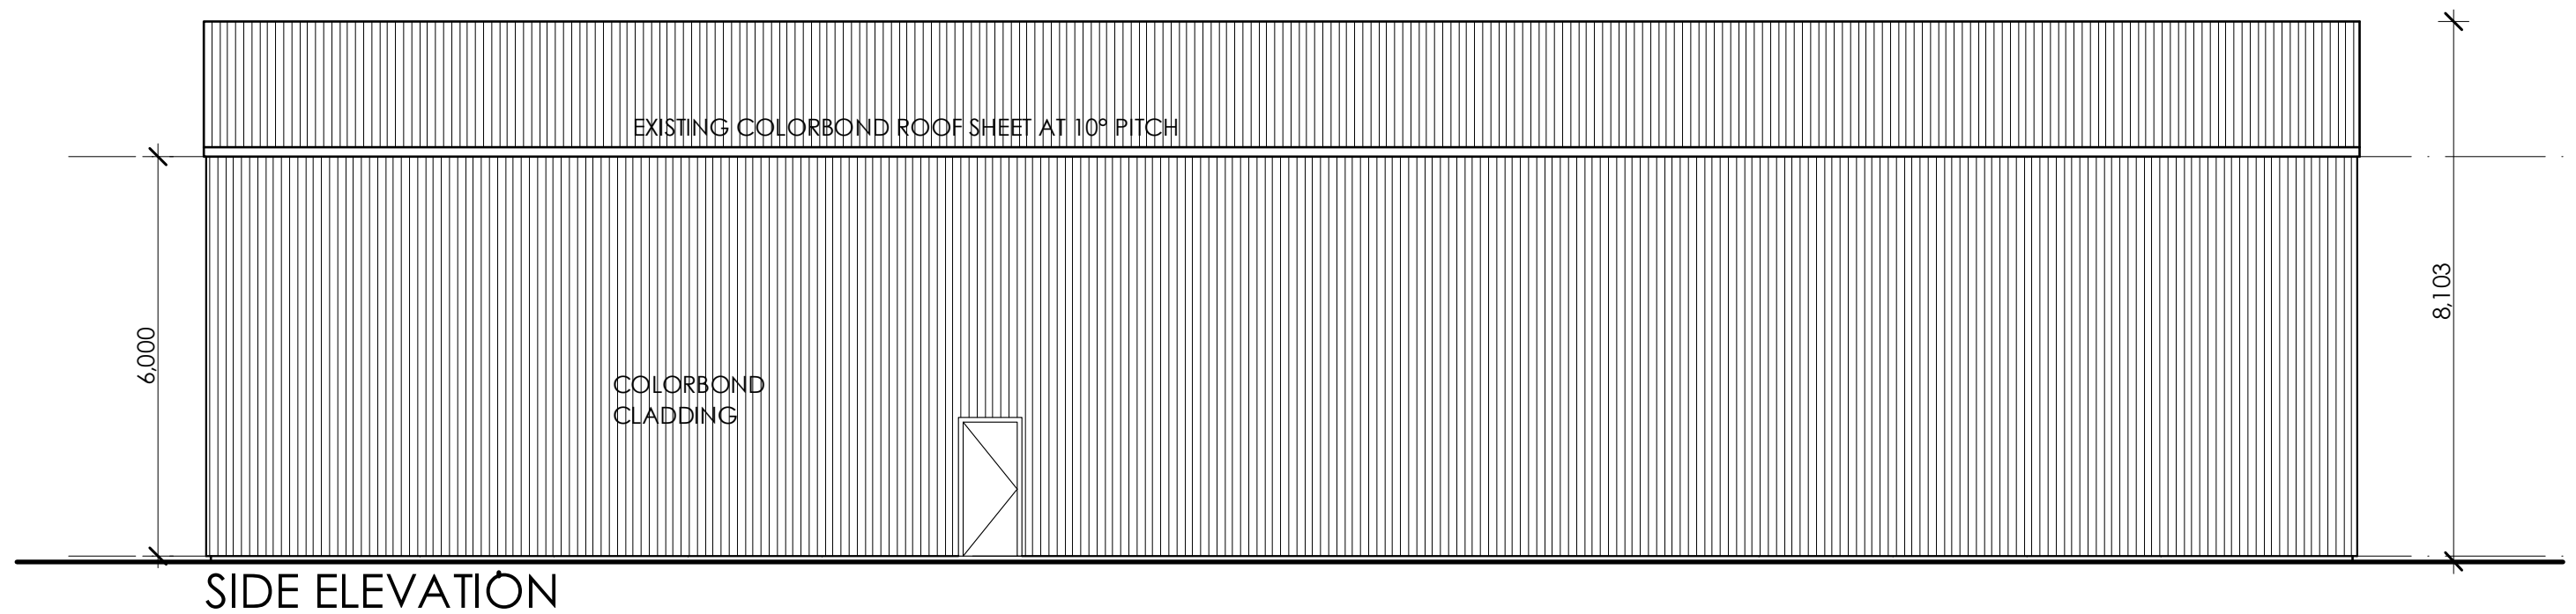 EXISTING COLORBOND ROOF SHEET AT 10° PITCH
6,000
8,103
COLORBOND
CLADDING
SIDE ELEVATION